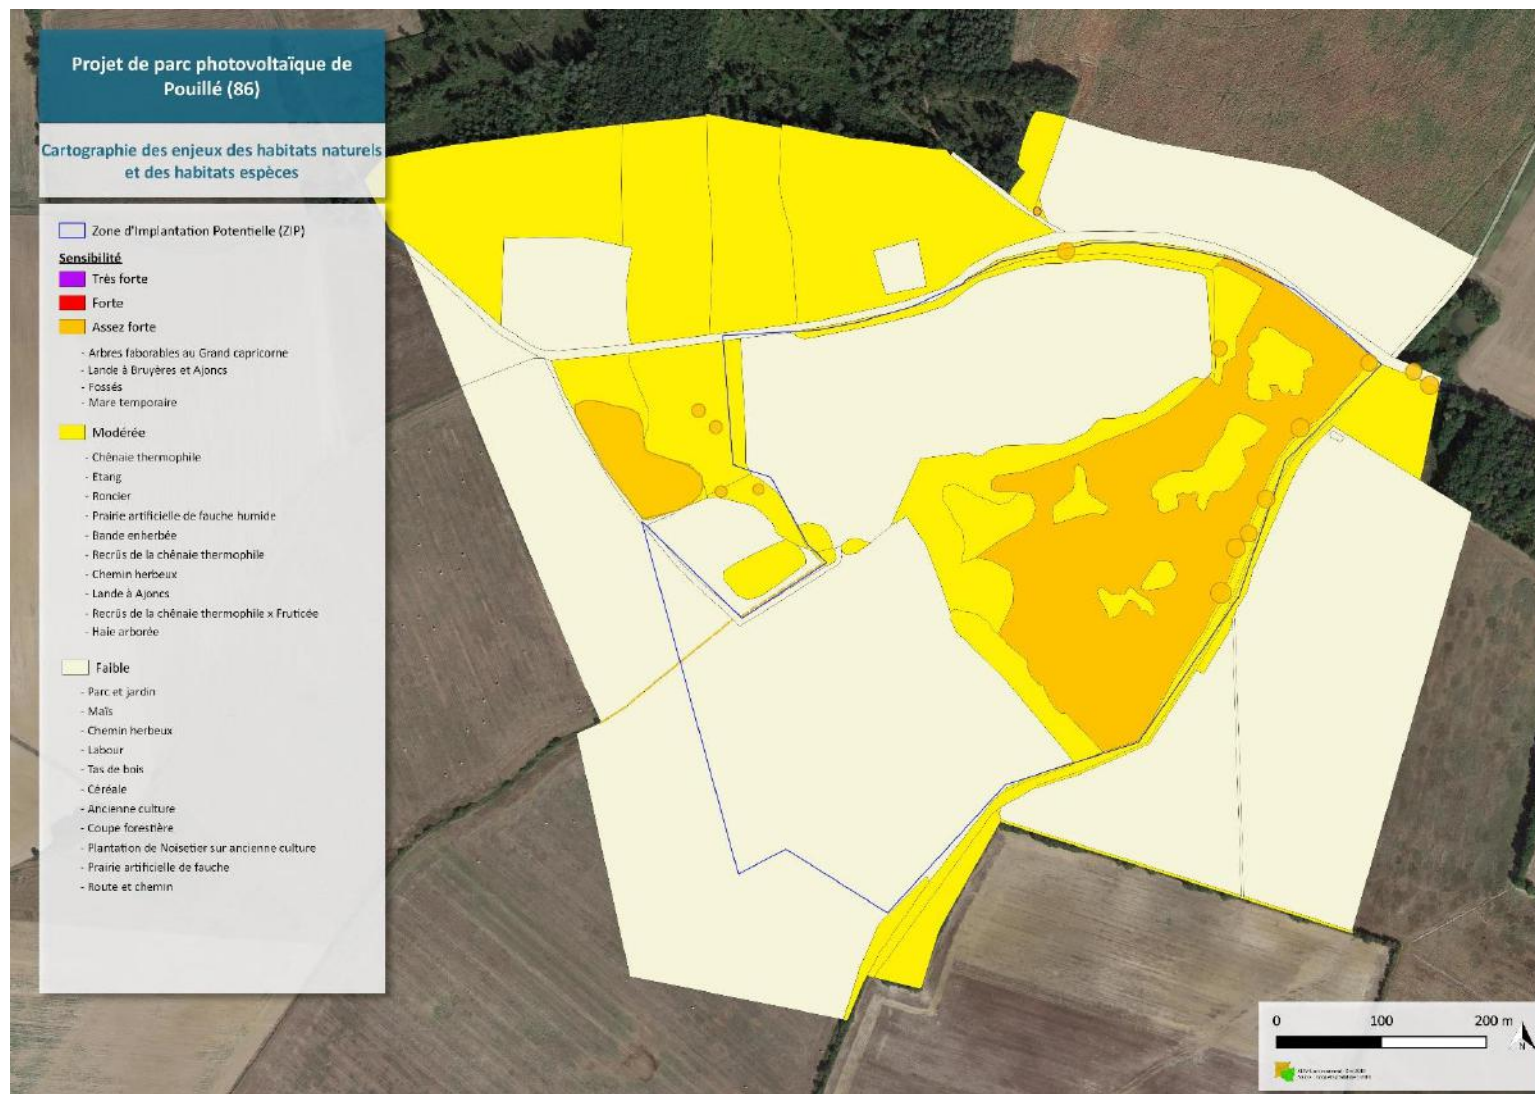 Projet de parc photovoltaïque de
Pouillé (86)
Cartographie des enjeux des habitats naturels
et des habitats espèces
Zone d'Implantation Potentielle (ZIP)
Sensibilité
Très forte
Forte
Assez forte
- Arbres faborables au Grand capricorne
- Lande à Bruyères et Ajoncs
- Fossés
- Mare temporaire
Modérée
- Chênaie thermophile
- Etang
- Roncier
- Prairie artificielle de fauche humide
- Bande enherbée
- Recrûs de la chênaie thermophile
- Chemin herbeux
- Lande à Ajoncs
- Recrûs de la chênaie thermophile x Fruticée
- Haie arborée
Faible
- Parc et jardin
- Maïs
- Chemin herbeux
- Labour
- Tas de bois
- Céréale
- Ancienne culture
- Coupe forestière
- Plantation de Noisetier sur ancienne culture
- Prairie artificielle de fauche
- Route et chemin
0 100 200 m
N